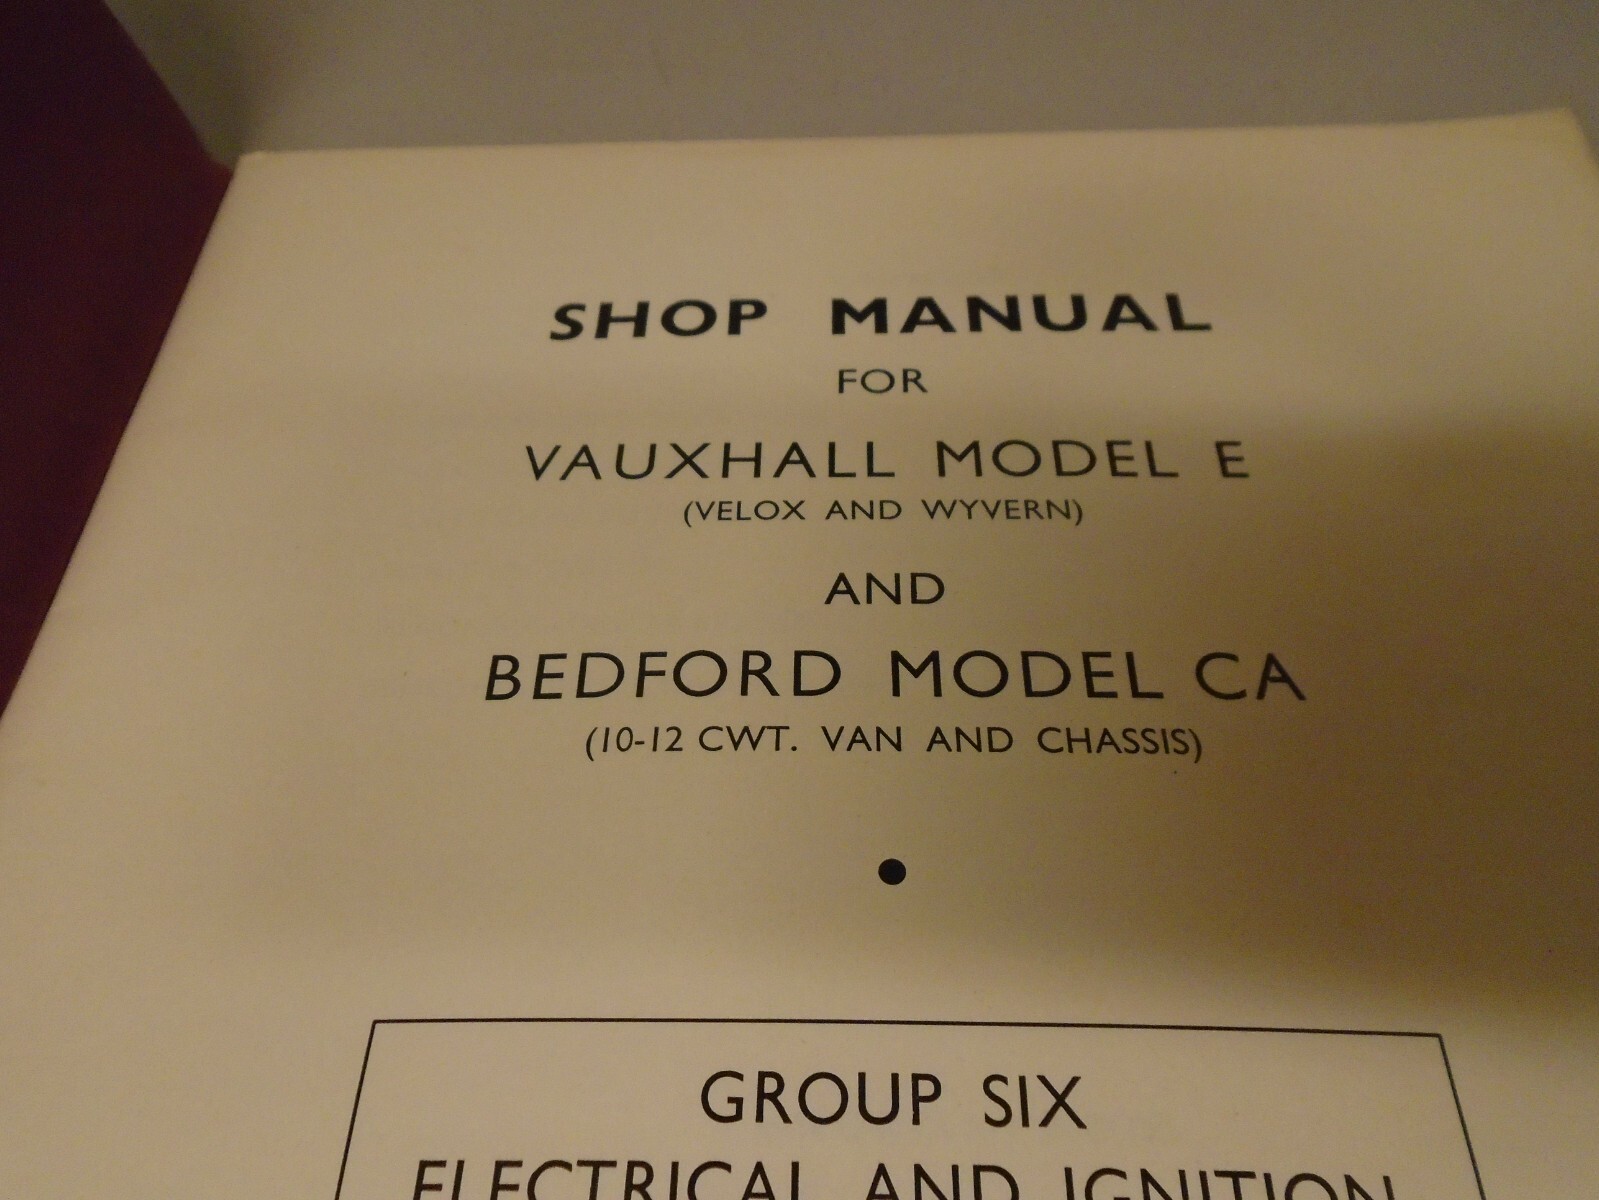 SHOP MANUAL
FOR
VAUXHALL MODEL E
(VELOX AND WYVERN)
AND
BEDFORD MODEL CA
(10-12 CWT. VAN AND CHASSIS)
GROUP SIX
ELECTRICAL AND IGNITION